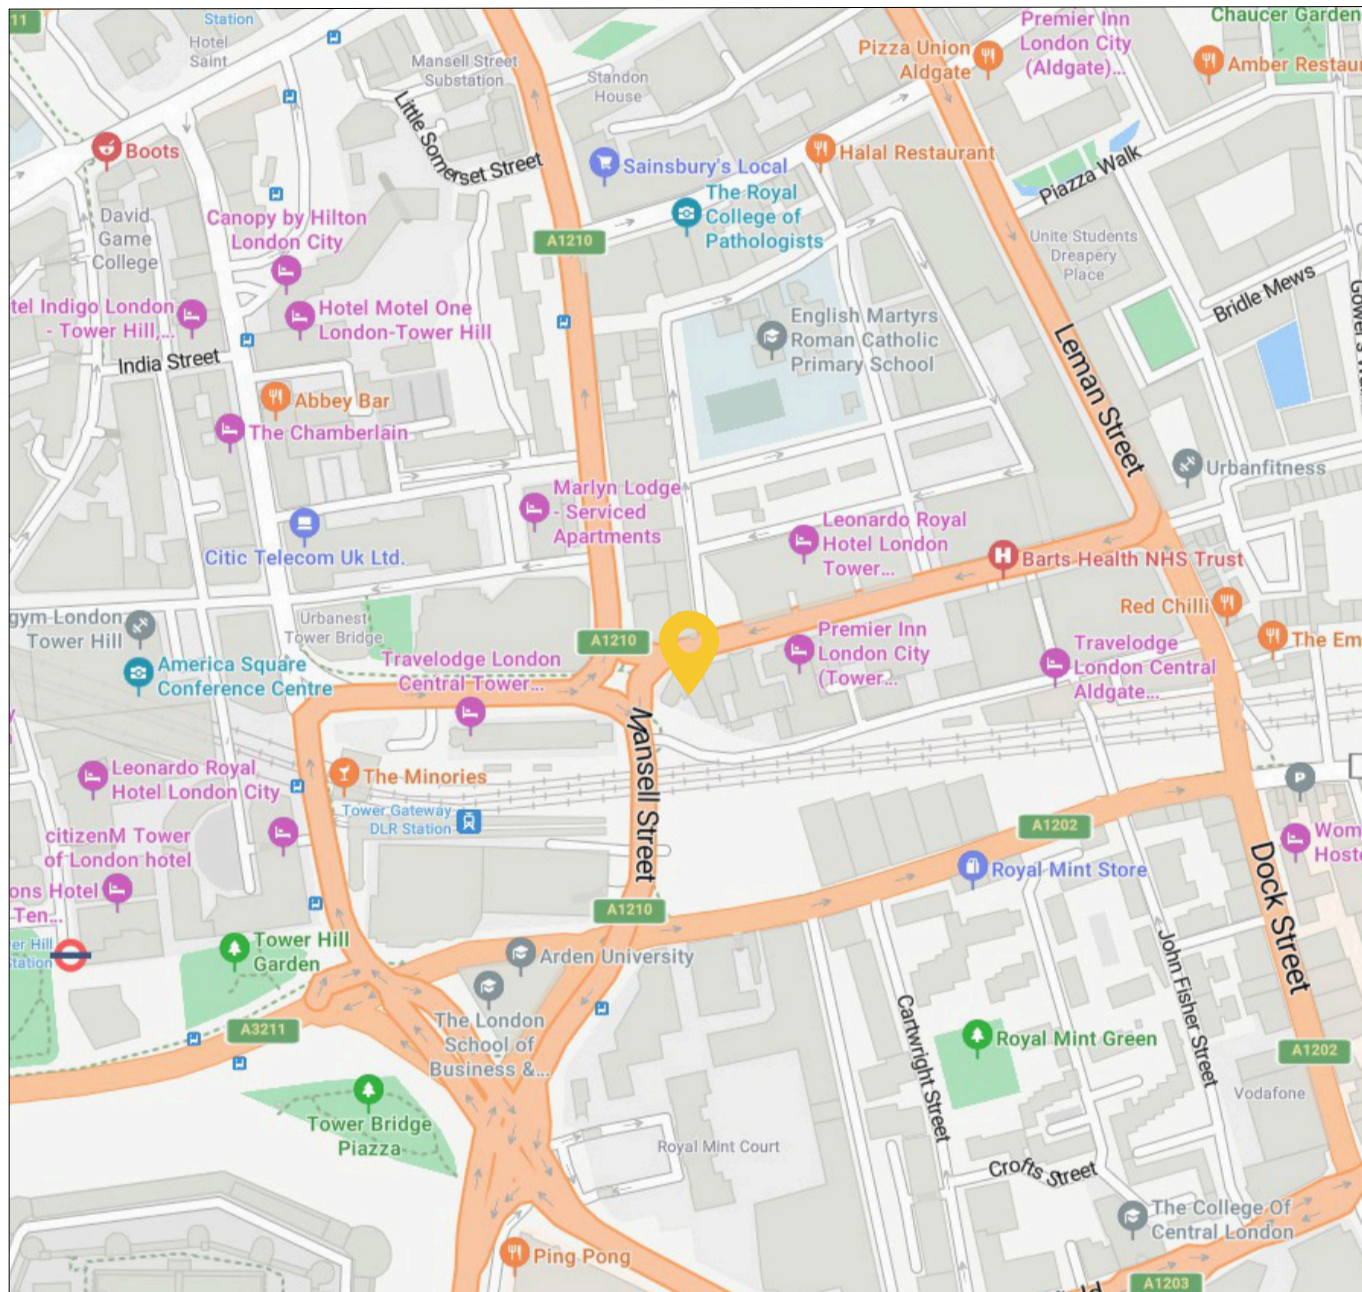 11
Station
Hotel
Saint
Mansell Street
Substation
Standon
House
Pizza Union
Aldgate
Premier Inn
London City
(Aldgate)...
Chaucer Garden
Amber Restaur
Little Somerset Street
Boots
Sainsbury's Local
Halal Restaurant
Piazza Walk
David
Game
College
Canopy by Hilton
London City
The Royal
College of
Pathologists
A1210
Unite Students
Dreapery
Place
Bridle Mews
Gower's
tel Indigo London
- Tower Hill,...
Hotel Motel One
London-Tower Hill
English Martyrs
Roman Catholic
Primary School
India Street
Leman Street
Abbey Bar
The Chamberlain
Urbanfitness
Marlyn Lodge
- Serviced
Apartments
Leonardo Royal
Hotel London
Tower...
Citic Telecom Uk Ltd.
Barts Health NHS Trust
gym-London
Tower Hill
Urbanest
Tower Bridge
A1210
Red Chilli
Premier Inn
London City
(Tower...
Travelodge
London Central
Aldgate...
The Em
America Square
Conference Centre
Travelodge London
Central Tower...
Mansell Street
Leonardo Royal
Hotel London City
The Minories
Tower Gateway
DLR Station
P
A1202
citizenM Tower
of London hotel
Wom
Hoste
Royal Mint Store
Dock Street
ons Hotel
Ten...
A1210
er Hill
Station
Tower Hill
Garden
Arden University
John Fisher Street
The London
School of
Business &...
A3211
Cartwright Street
Royal Mint Green
A1202
Vodafone
Tower Bridge
Piazza
Royal Mint Court
Crofts Street
The College Of
Central London
Ping Pong
A1203